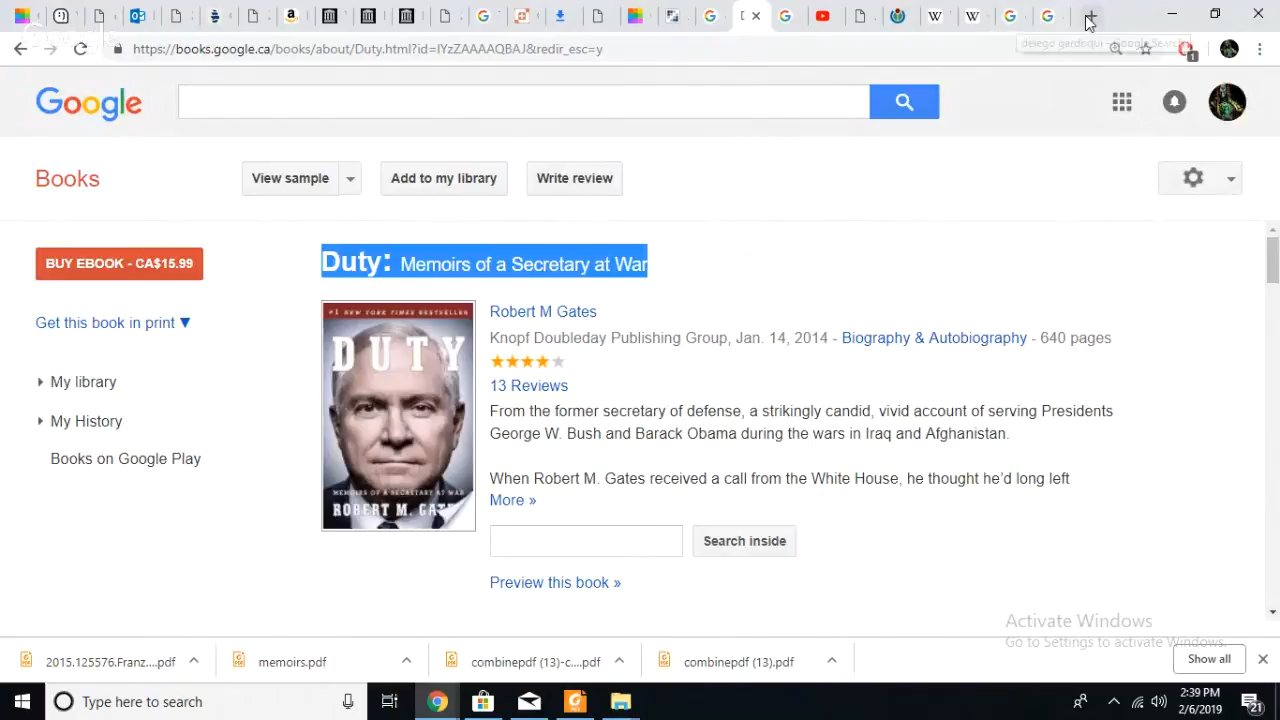 https://books.google.ca/books/about/Duty.html?id=IYzZAAAAQBAJ&redir_esc=y
desego gardoqui - Google Search
1
Google
Books
View sample
Add to my library
Write review
BUY EBOOK - CA$15.99
Get this book in print ▼
My library
My History
Books on Google Play
Duty: Memoirs of a Secretary at War
#1 NEW YORK TIMES BESTSELLER
DUTY
MEMOIRS OF A SECRETARY AT WAR
ROBERT M. GATES
Robert M Gates
Knopf Doubleday Publishing Group, Jan. 14, 2014 - Biography & Autobiography - 640 pages
13 Reviews
From the former secretary of defense, a strikingly candid, vivid account of serving Presidents
George W. Bush and Barack Obama during the wars in Iraq and Afghanistan.
When Robert M. Gates received a call from the White House, he thought he'd long left
More »
Search inside
Preview this book »
Activate Windows
Go to Settings to activate Windows.
2015.125576.Franz....pdf
memoirs.pdf
combinepdf (13)-c....pdf
combinepdf (13).pdf
Show all
Type here to search
2:39 PM
2/6/2019
21